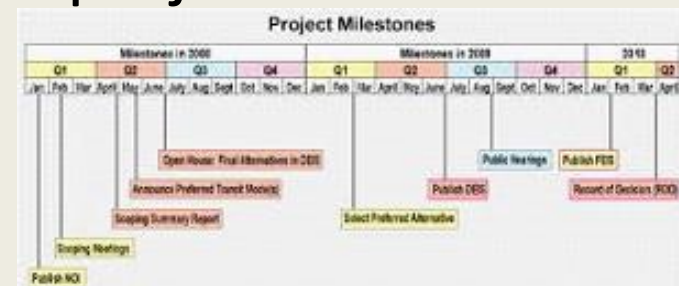 Project Milestones
Milestones in 2008 Milestones in 2009 2010
Q1 Q2 Q3 Q4 Q1 Q2 Q3 Q4 Q1 Q2
Jan Feb Mar April May June July Aug Sept Oct Nov Dec Jan Feb Mar April May June July Aug Sept Oct Nov Dec Jan Feb Mar April
Open House: Final Alternatives in DEIS
Public Hearings
Publish FEIS
Announce Preferred Transit Mode(s)
Publish DEIS
Record of Decision (ROD)
Scoping Summary Report
Select Preferred Alternative
Scoping Meetings
Publish NOI